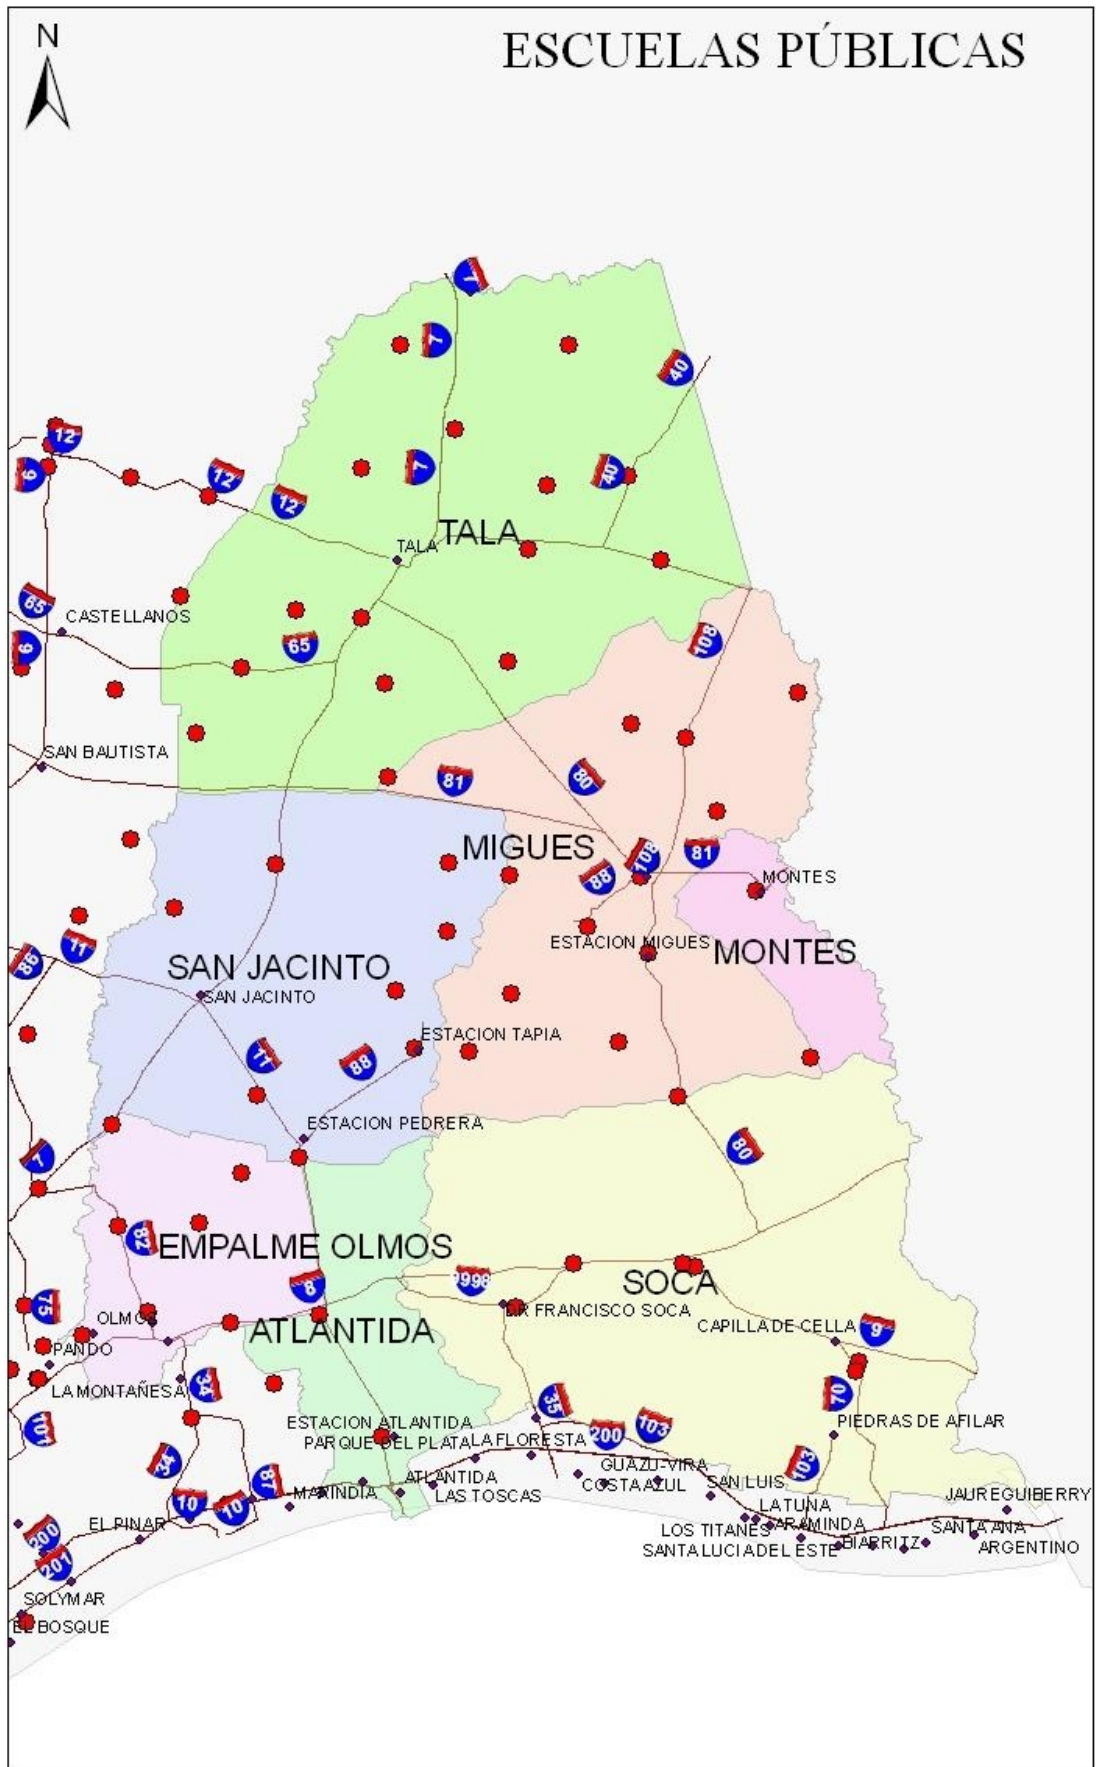 N
ESCUELAS PÚBLICAS
7
7
40
12
12
6
7
40
12
TALA
TALA
65
CASTELLANOS
6
65
108
SAN BAUTISTA
81
80
MIGUES
108
81
88
MONTES
11
86
ESTACION MIGUES
MONTES
SAN JACINTO
SAN JACINTO
11
88
ESTACION TAPIA
ESTACION PEDRERA
7
80
82
EMPALME OLMOS
8
9998
SOCA
75
OLMOS
DR FRANCISCO SOCA
ATLANTIDA
CAPILLA DE CELLA
9
PANDO
LA MONTAÑESA
34
70
35
101
ESTACION ATLANTIDA
PIEDRAS DE AFILAR
PARQUE DEL PLATA
LA FLORESTA
200
103
34
87
GUAZU-VIRA
103
ATLANTIDA
COSTA AZUL
SAN LUIS
MARINDIA
LAS TOSCAS
JAUREGUIBERRY
10
10
LA TUNA
EL PINAR
LOS TITANES
ARAMINDA
SANTA ANA
200
SANTA LUCIA DEL ESTE
BIARRITZ
ARGENTINO
201
SOLYMAR
EL BOSQUE